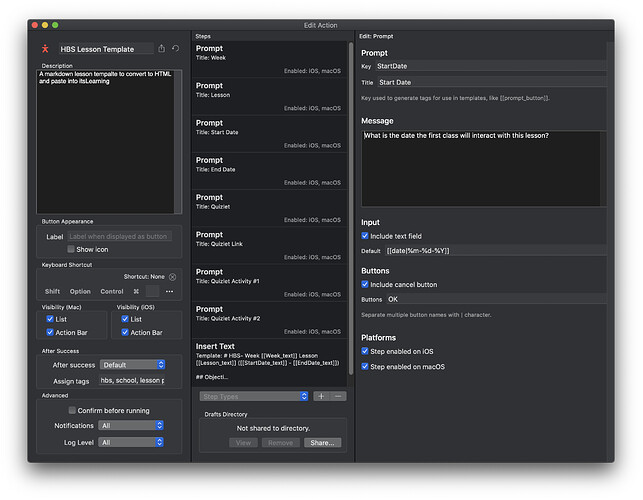 Edit Action
HBS Lesson Template
Description
A markdown lesson tempalte to convert to HTML
and paste into itsLearning
Button Appearance
Label
Label when displayed as button
Show icon
Keyboard Shortcut
Shortcut: None
Shift Option Control ⌘ •••
Visibility (Mac)
List
Action Bar
Visibility (iOS)
List
Action Bar
After Success
After success Default
Assign tags hbs, school, lesson p
Advanced
Confirm before running
Notifications All
Log Level All
Steps
Prompt
Title: Week
Enabled: iOS, macOS
Prompt
Title: Lesson
Enabled: iOS, macOS
Prompt
Title: Start Date
Enabled: iOS, macOS
Prompt
Title: End Date
Enabled: iOS, macOS
Prompt
Title: Quizlet
Enabled: iOS, macOS
Prompt
Title: Quizlet Link
Enabled: iOS, macOS
Prompt
Title: Quizlet Activity #1
Enabled: iOS, macOS
Prompt
Title: Quizlet Activity #2
Enabled: iOS, macOS
Insert Text
Template: # HBS- Week [[Week_text]] Lesson
[[Lesson_text]] ([[StartDate_text]] - [[EndDate_text]])
## Objecti...
Step Types + −
Drafts Directory
Not shared to directory.
View Remove Share...
Edit: Prompt
Prompt
Key StartDate
Title Start Date
Key used to generate tags for use in templates, like [[prompt_button]].
Message
What is the date the first class will interact with this lesson?
Input
Include text field
Default [[date|%m-%d-%Y]]
Buttons
Include cancel button
Buttons OK
Separate multiple button names with | character.
Platforms
Step enabled on iOS
Step enabled on macOS